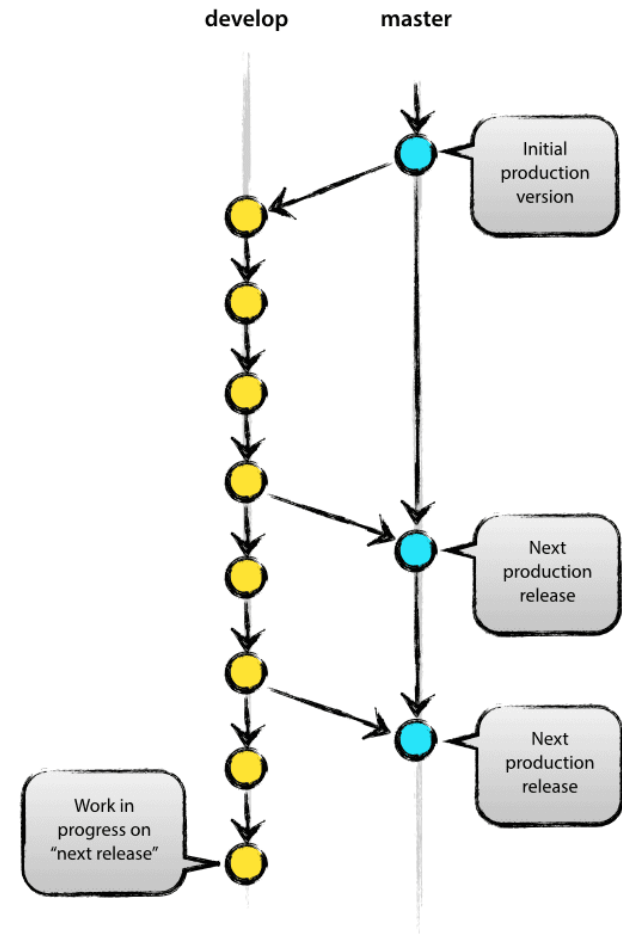 develop
master
Initial
production
version
Next
production
release
Next
production
release
Work in
progress on
“next release”